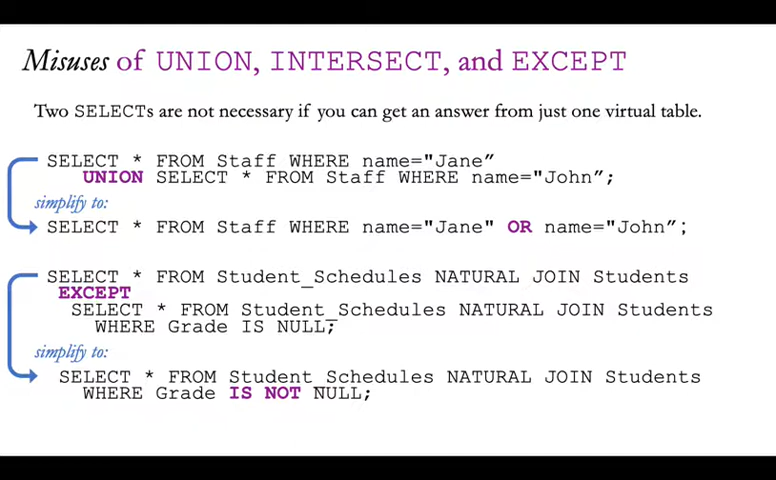 Misuses of UNION, INTERSECT, and EXCEPT
Two SELECTs are not necessary if you can get an answer from just one virtual table.
SELECT * FROM Staff WHERE name="Jane”
UNION SELECT * FROM Staff WHERE name="John”;
simplify to:
SELECT * FROM Staff WHERE name="Jane" OR name="John”;
SELECT * FROM Student_Schedules NATURAL JOIN Students
EXCEPT
SELECT * FROM Student_Schedules NATURAL JOIN Students
WHERE Grade IS NULL;
simplify to:
SELECT * FROM Student_Schedules NATURAL JOIN Students
WHERE Grade IS NOT NULL;